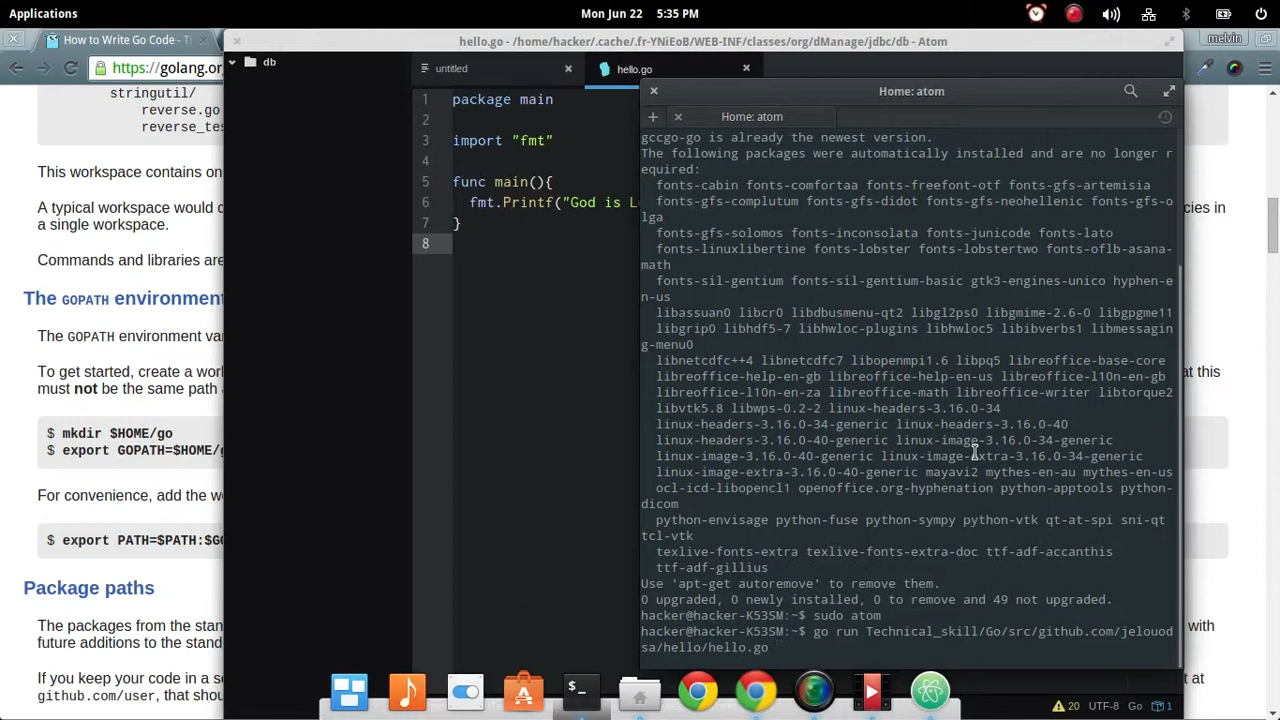 Applications
Mon Jun 22 5:35 PM
How to Write Go Code - Th
hello.go - /home/hacker/.cache/.fr-YNiEoB/WEB-INF/classes/org/dManage/jdbc/db - Atom
melvin
https://golang.or
db
untitled
hello.go
stringutil/
reverse.go
reverse_tes
This workspace contains on
A typical workspace would c
cies in
a single workspace.
Commands and libraries are
The GOPATH environment
The GOPATH environment var
To get started, create a wor
at this
must not be the same path
$ mkdir $HOME/go
$ export GOPATH=$HOME/g
For convenience, add the w
$ export PATH=$PATH:$GO
Package paths
The packages from the stan
with
future additions to the stand
If you keep your code in a s
at
github.com/user, that shou
1 package main
2
3 import "fmt"
4
5 func main(){
6 fmt.Printf("God is L
7 }
8
Home: atom
Home: atom
gccgo-go is already the newest version.
The following packages were automatically installed and are no longer r
equired:
fonts-cabin fonts-comfortaa fonts-freefont-otf fonts-gfs-artemisia
fonts-gfs-complutum fonts-gfs-didot fonts-gfs-neohellenic fonts-gfs-o
lga
fonts-gfs-solomos fonts-inconsolata fonts-junicode fonts-lato
fonts-linuxlibertine fonts-lobster fonts-lobstertwo fonts-oflb-asana-
math
fonts-sil-gentium fonts-sil-gentium-basic gtk3-engines-unico hyphen-e
n-us
libassuan0 libcr0 libdbusmenu-qt2 libgl2ps0 libgmime-2.6-0 libgpgme11
libgrip0 libhdf5-7 libhwloc-plugins libhwloc5 libibverbs1 libmessagin
g-menu0
libnetcdfc++4 libnetcdfc7 libopenmpi1.6 libpq5 libreoffice-base-core
libreoffice-help-en-gb libreoffice-help-en-us libreoffice-l10n-en-gb
libreoffice-l10n-en-za libreoffice-math libreoffice-writer libtorque2
libvtk5.8 libwps-0.2-2 linux-headers-3.16.0-34
linux-headers-3.16.0-34-generic linux-headers-3.16.0-40
linux-headers-3.16.0-40-generic linux-image-3.16.0-34-generic
linux-image-3.16.0-40-generic linux-image-extra-3.16.0-34-generic
linux-image-extra-3.16.0-40-generic mayavi2 mythes-en-au mythes-en-us
ocl-icd-libopencl1 openoffice.org-hyphenation python-apptools python-
dicom
python-envisage python-fuse python-sympy python-vtk qt-at-spi sni-qt
tcl-vtk
texlive-fonts-extra texlive-fonts-extra-doc ttf-adf-accanthis
ttf-adf-gillius
Use 'apt-get autoremove' to remove them.
0 upgraded, 0 newly installed, 0 to remove and 49 not upgraded.
hacker@hacker-K53SM:~$ sudo atom
hacker@hacker-K53SM:~$ go run Technical_skill/Go/src/github.com/jelouod
sa/hello/hello.go
20 UTF-8 Go 1